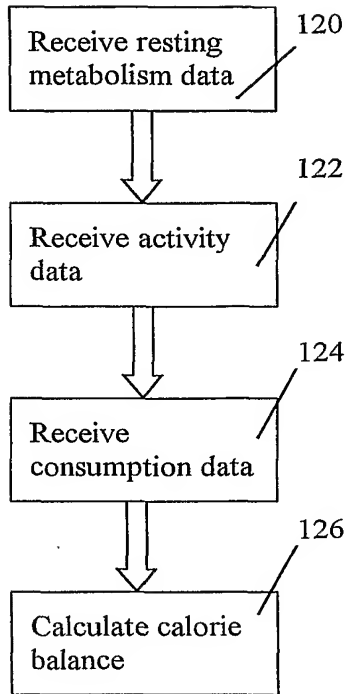 Receive resting
metabolism data
120
Receive activity
data
122
Receive
consumption data
124
Calculate calorie
balance
126